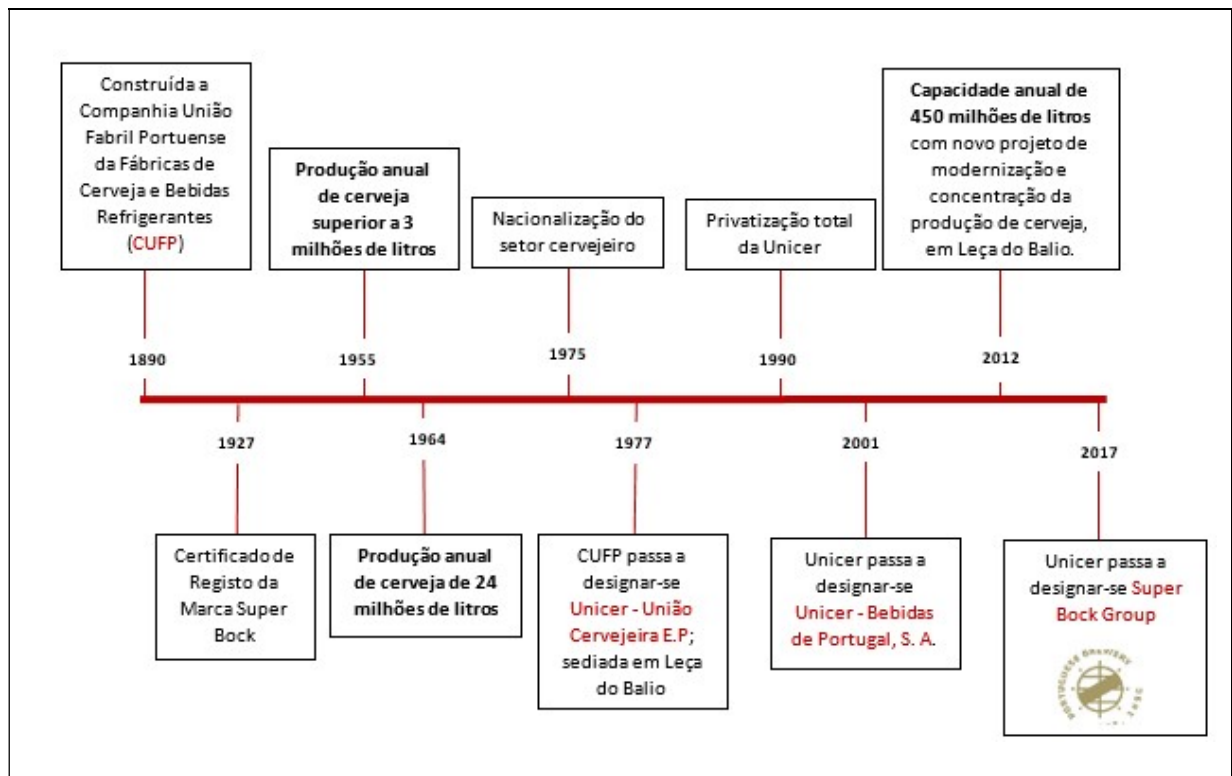 Construída a
Companhia União
Fabril Portuense
da Fábricas de
Cerveja e Bebidas
Refrigerantes
(CUFP)
Produção anual
de cerveja
superior a 3
milhões de litros
Nacionalização do
setor cervejeiro
Privatização total
da Unicer
Capacidade anual de
450 milhões de litros
com novo projeto de
modernização e
concentração da
produção de cerveja,
em Leça do Balio.
1890
1955
1975
1990
2012
1927
1964
1977
2001
2017
Certificado de
Registo da
Marca Super
Bock
Produção anual
de cerveja de 24
milhões de litros
CUFP passa a
designar-se
Unicer - União
Cervejeira E.P;
sediada em Leça
do Balio
Unicer passa a
designar-se
Unicer - Bebidas
de Portugal, S. A.
Unicer passa a
designar-se Super
Bock Group
PORTUGUESE